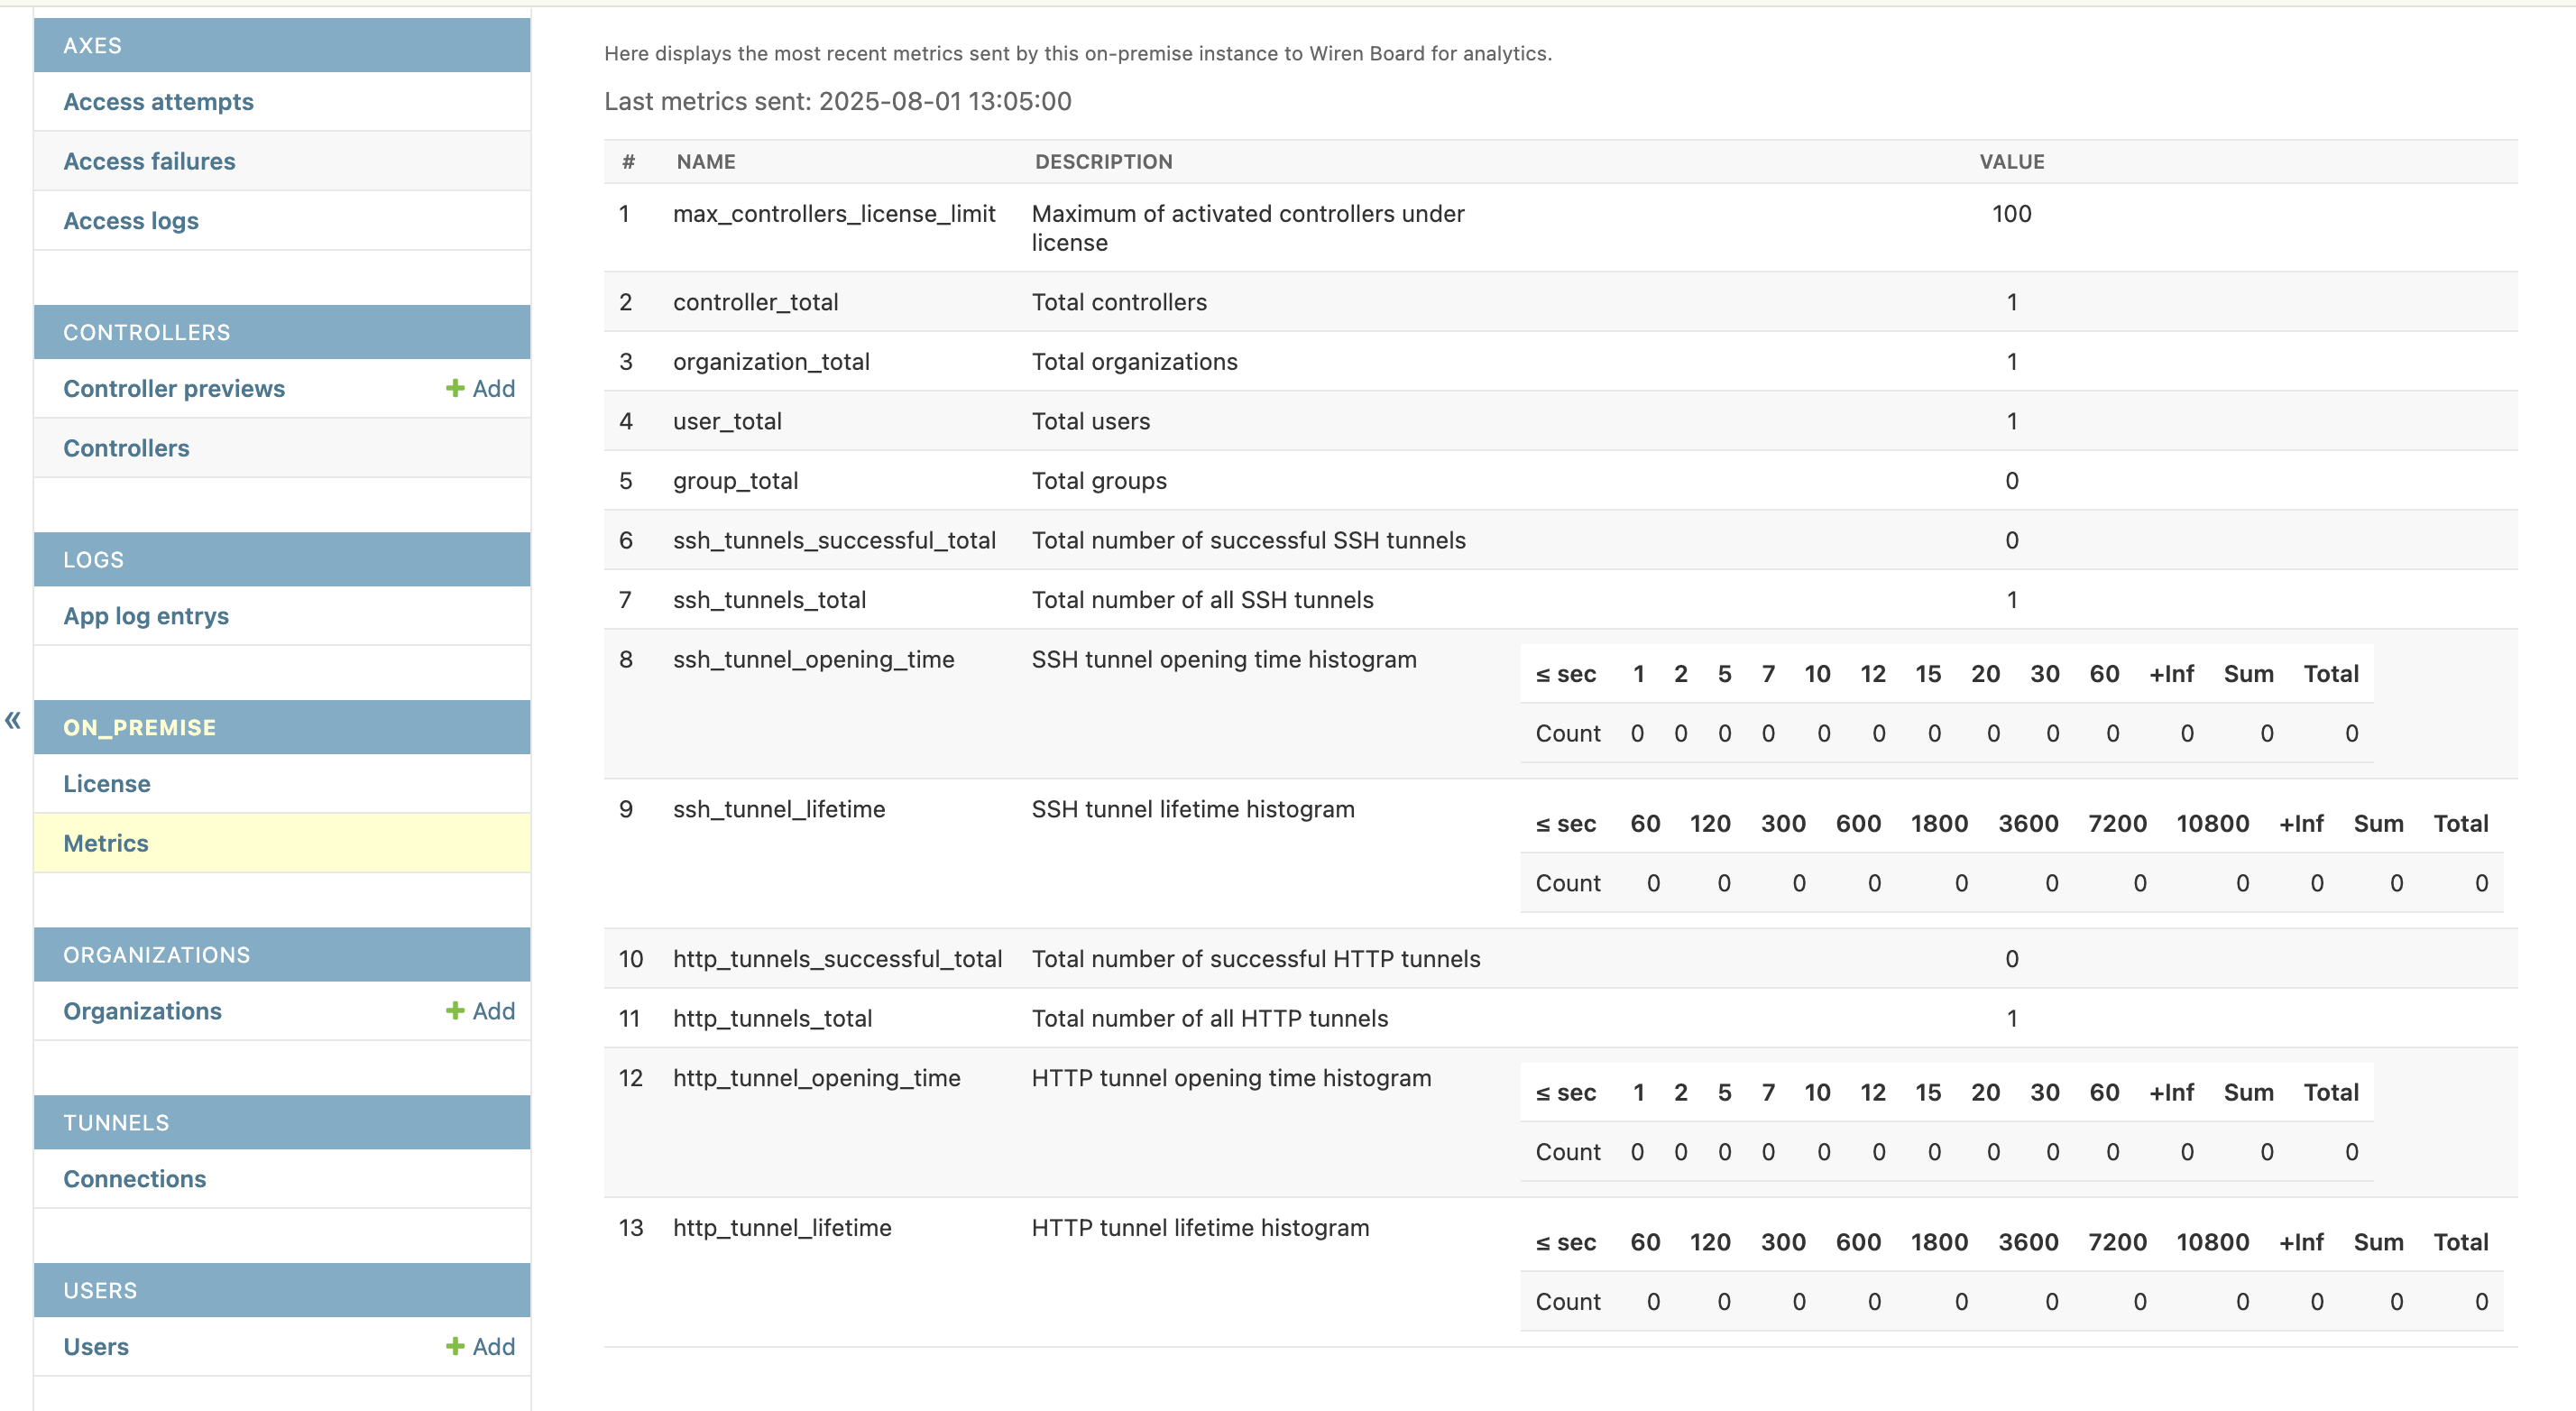 AXES
Access attempts
Access failures
Access logs
CONTROLLERS
Controller previews + Add
Controllers
LOGS
App log entrys
«
ON_PREMISE
License
Metrics
ORGANIZATIONS
Organizations + Add
TUNNELS
Connections
USERS
Users + Add
Here displays the most recent metrics sent by this on-premise instance to Wiren Board for analytics.
Last metrics sent: 2025-08-01 13:05:00
# NAME DESCRIPTION VALUE
1 max_controllers_license_limit Maximum of activated controllers under 100
license
2 controller_total Total controllers 1
3 organization_total Total organizations 1
4 user_total Total users 1
5 group_total Total groups 0
6 ssh_tunnels_successful_total Total number of successful SSH tunnels 0
7 ssh_tunnels_total Total number of all SSH tunnels 1
8 ssh_tunnel_opening_time SSH tunnel opening time histogram
≤ sec 1 2 5 7 10 12 15 20 30 60 +Inf Sum Total
Count 0 0 0 0 0 0 0 0 0 0 0 0 0
9 ssh_tunnel_lifetime SSH tunnel lifetime histogram
≤ sec 60 120 300 600 1800 3600 7200 10800 +Inf Sum Total
Count 0 0 0 0 0 0 0 0 0 0 0
10 http_tunnels_successful_total Total number of successful HTTP tunnels 0
11 http_tunnels_total Total number of all HTTP tunnels 1
12 http_tunnel_opening_time HTTP tunnel opening time histogram
≤ sec 1 2 5 7 10 12 15 20 30 60 +Inf Sum Total
Count 0 0 0 0 0 0 0 0 0 0 0 0 0
13 http_tunnel_lifetime HTTP tunnel lifetime histogram
≤ sec 60 120 300 600 1800 3600 7200 10800 +Inf Sum Total
Count 0 0 0 0 0 0 0 0 0 0 0